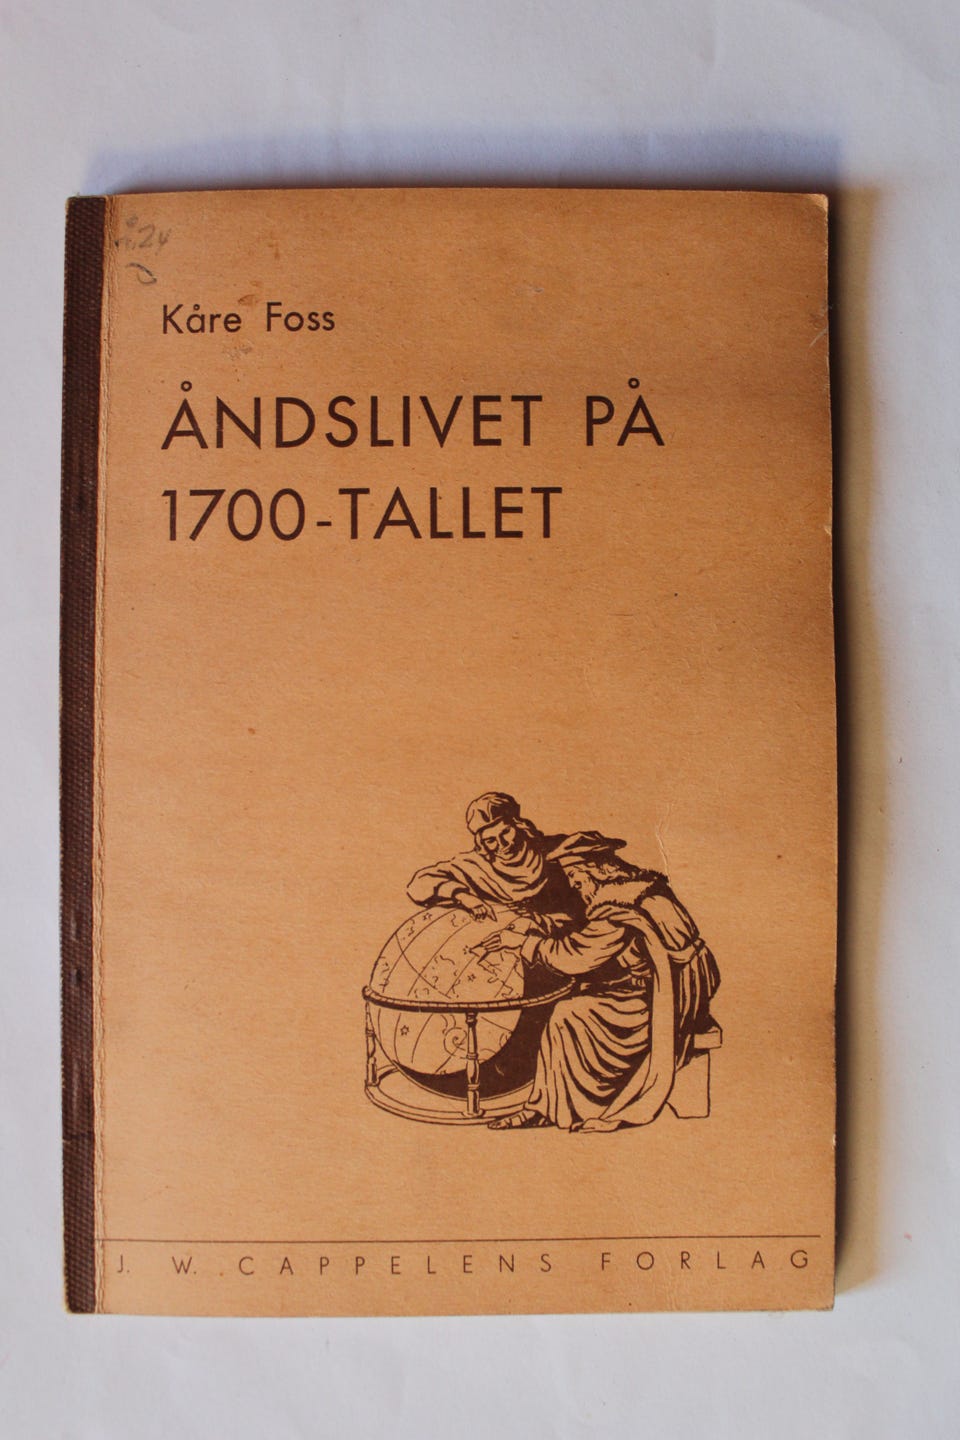 Kåre Foss
ÅNDSLIVET PÅ
1700-TALLET
J. W. CAPPELENS FORLAG